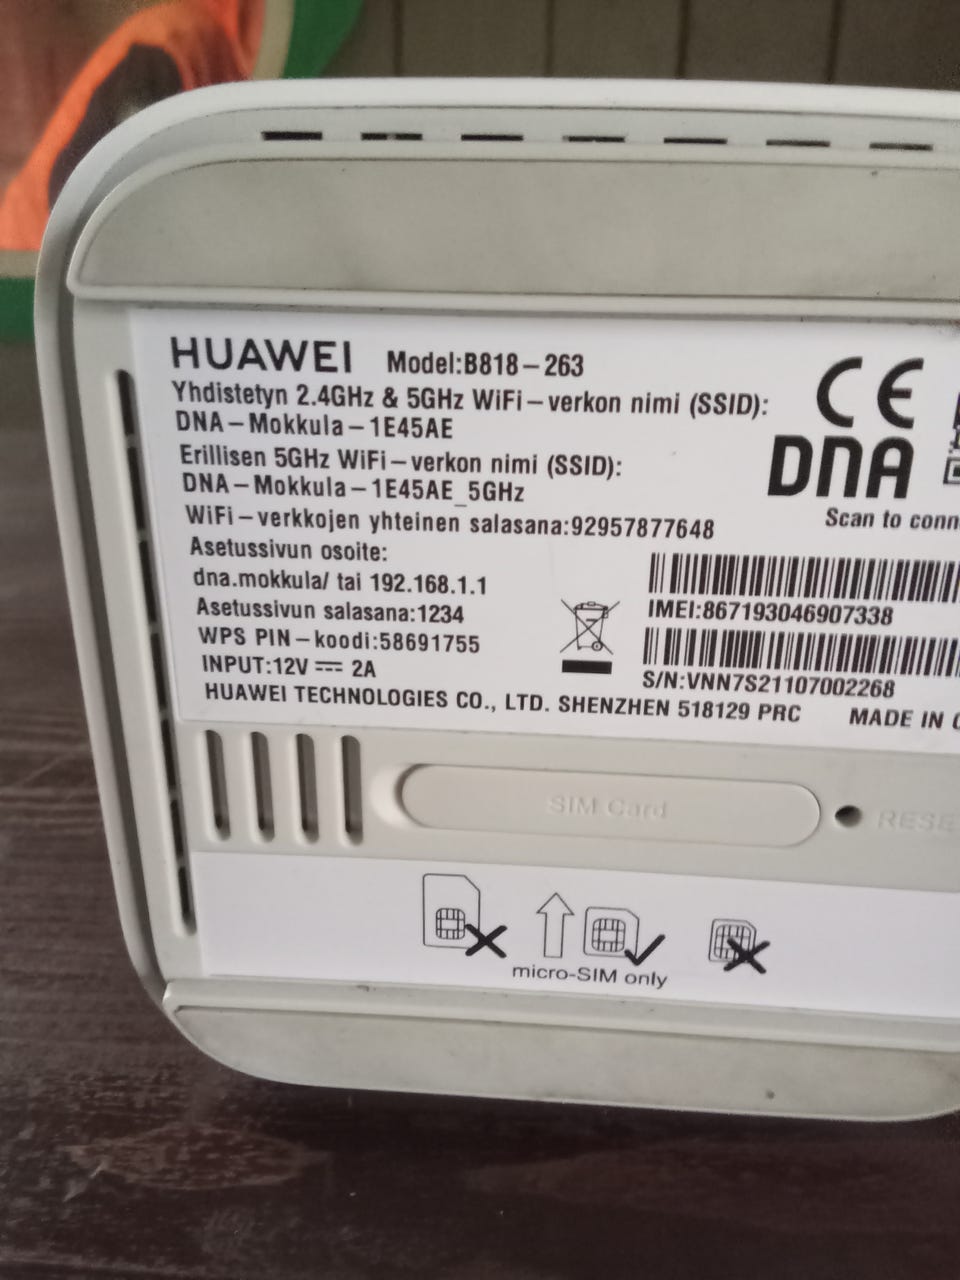 HUAWEI Model:B818-263
Yhdistetyn 2.4GHz & 5GHz WiFi-verkon nimi (SSID):
DNA-Mokkula-1E45AE
Erillisen 5GHz WiFi-verkon nimi (SSID):
DNA-Mokkula-1E45AE_5GHz
WiFi-verkkojen yhteinen salasana:92957877648
Asetussivun osoite:
dna.mokkula/ tai 192.168.1.1
Asetussivun salasana:1234
WPS PIN-koodi:58691755
INPUT:12V ⎓ 2A
HUAWEI TECHNOLOGIES CO., LTD. SHENZHEN 518129 PRC
MADE IN C
CE
DNA
Scan to conn
IMEI:867193046907338
S/N:VNN7S21107002268
SIM Card
RESE
micro-SIM only